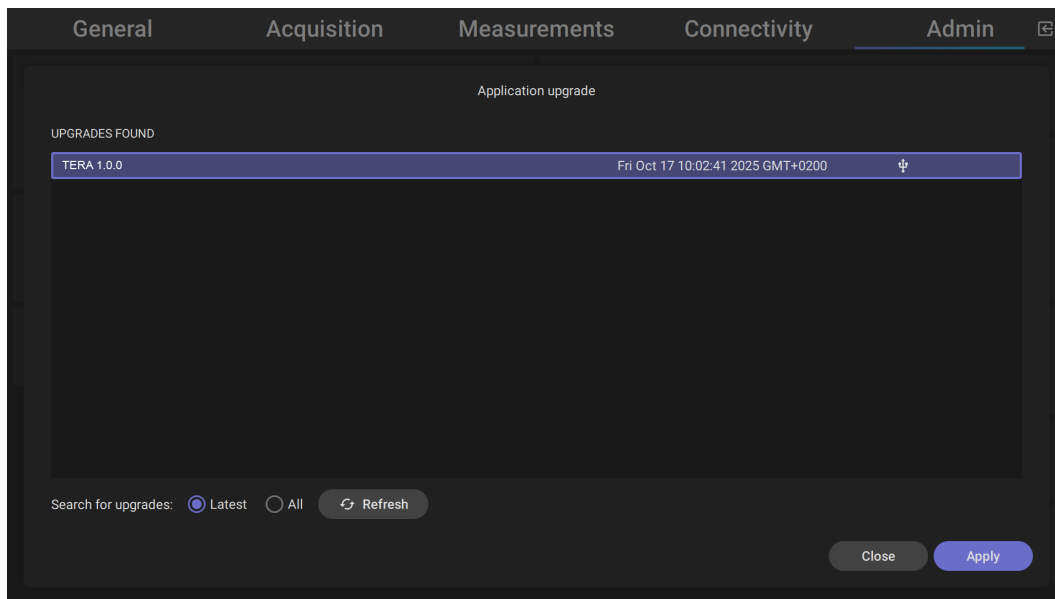 General Acquisition Measurements Connectivity Admin
Application upgrade
UPGRADES FOUND
TERA 1.0.0 Fri Oct 17 10:02:41 2025 GMT+0200
Search for upgrades: Latest All Refresh
Close Apply